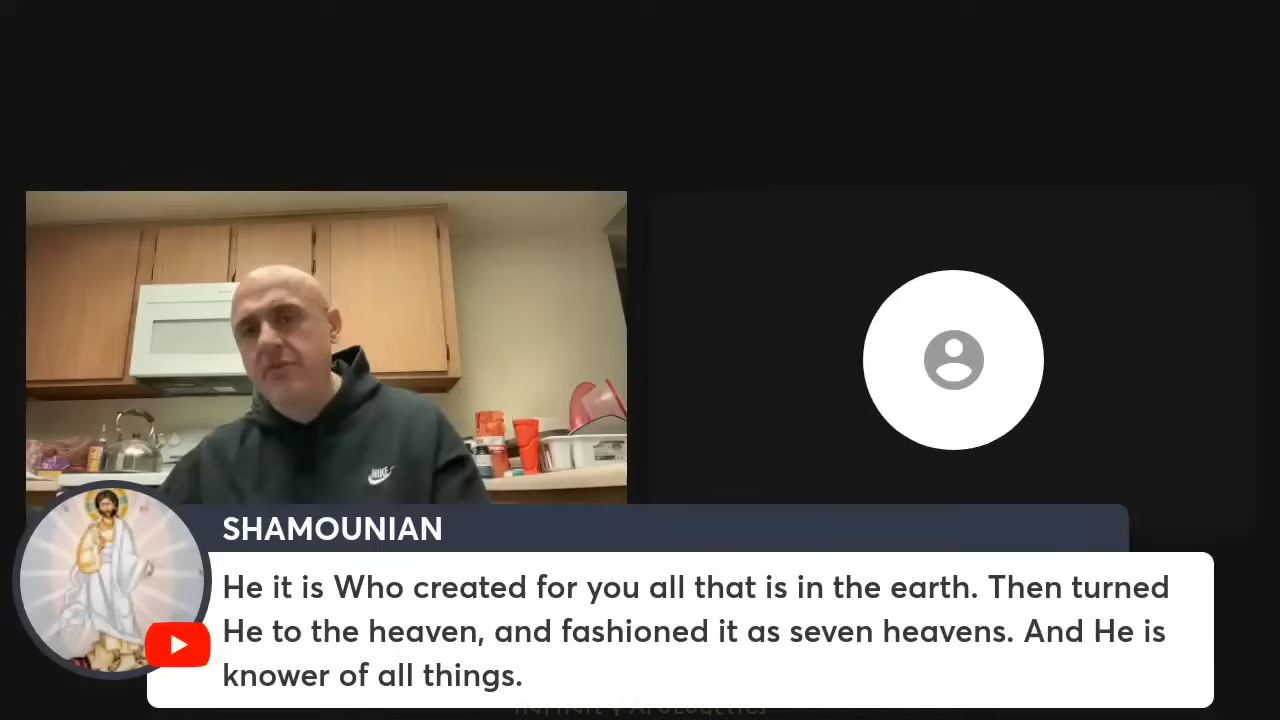 NIKE
SHAMOUNIAN
He it is Who created for you all that is in the earth. Then turned
He to the heaven, and fashioned it as seven heavens. And He is
knower of all things.